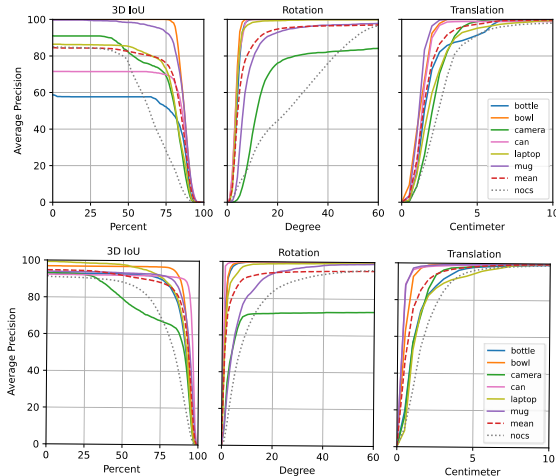 3D IoU
Rotation
Translation
Average Precision
100
80
60
40
20
0
0 25 50 75 100
0 20 40 60
0 5 10
Percent
Degree
Centimeter
bottle
bowl
camera
can
laptop
mug
mean
nocs
3D IoU
Rotation
Translation
Average Precision
100
80
60
40
20
0
0 25 50 75 100
0 20 40 60
0 5 10
Percent
Degree
Centimeter
bottle
bowl
camera
can
laptop
mug
mean
nocs